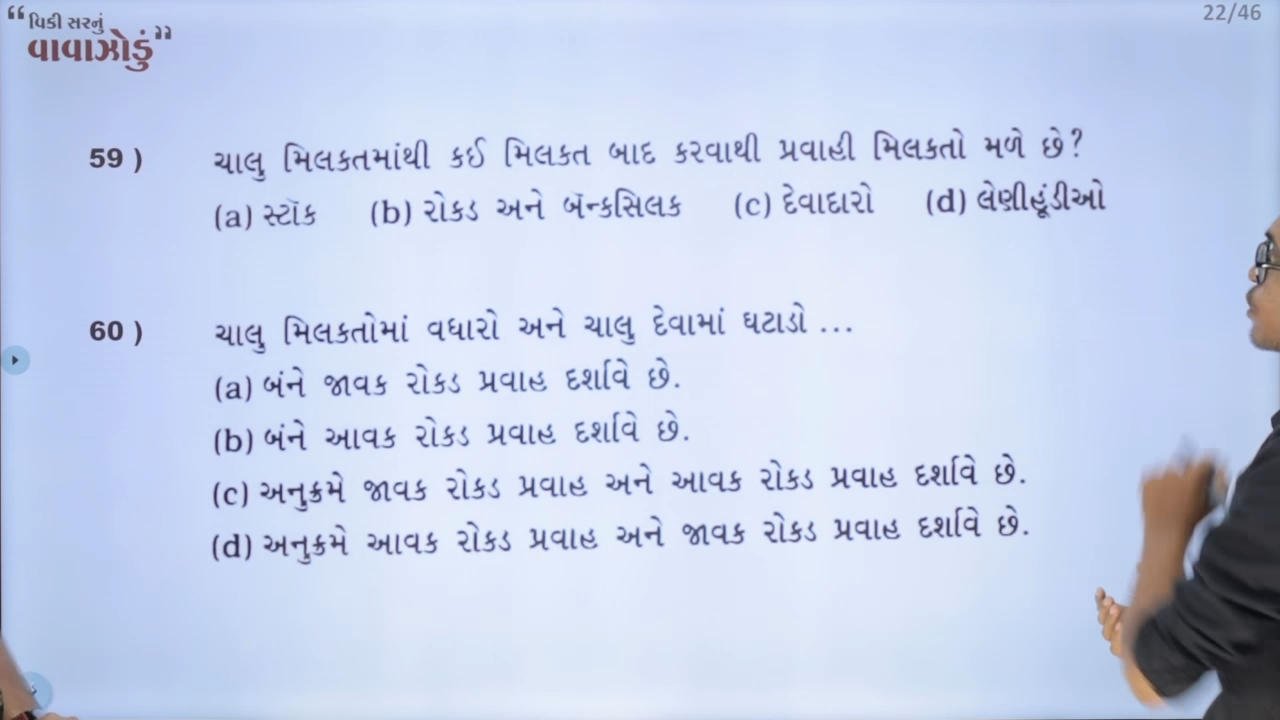 “વિકી સરનું
વાવાઝોડું”
22/46
59 ) ચાલુ મિલકતમાંથી કઈ મિલકત બાદ કરવાથી પ્રવાહી મિલકતો મળે છે?
(a) સ્ટૉક (b) રોકડ અને બૅન્કસિલક (c) દેવાદારો (d) લેણીહૂંડીઓ
60 ) ચાલુ મિલકતોમાં વધારો અને ચાલુ દેવામાં ઘટાડો ...
(a) બંને જાવક રોકડ પ્રવાહ દર્શાવે છે.
(b) બંને આવક રોકડ પ્રવાહ દર્શાવે છે.
(c) અનુક્રમે જાવક રોકડ પ્રવાહ અને આવક રોકડ પ્રવાહ દર્શાવે છે.
(d) અનુક્રમે આવક રોકડ પ્રવાહ અને જાવક રોકડ પ્રવાહ દર્શાવે છે.